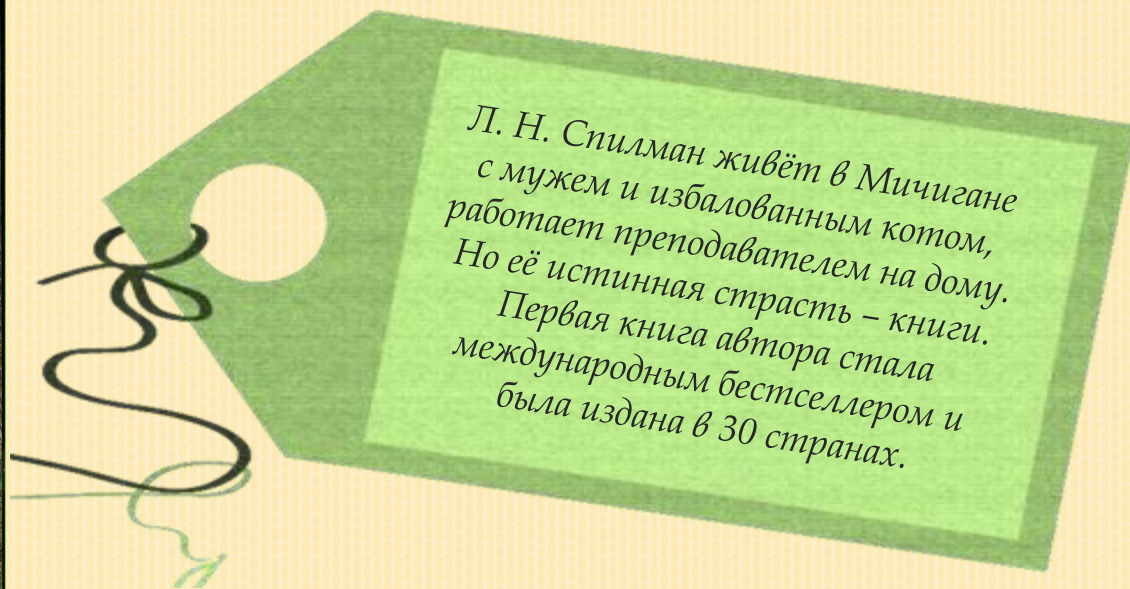 Л. Н. Спилман живёт в Мичигане
с мужем и избалованным котом,
работает преподавателем на дому.
Но её истинная страсть – книги.
Первая книга автора стала
международным бестселлером и
была издана в 30 странах.